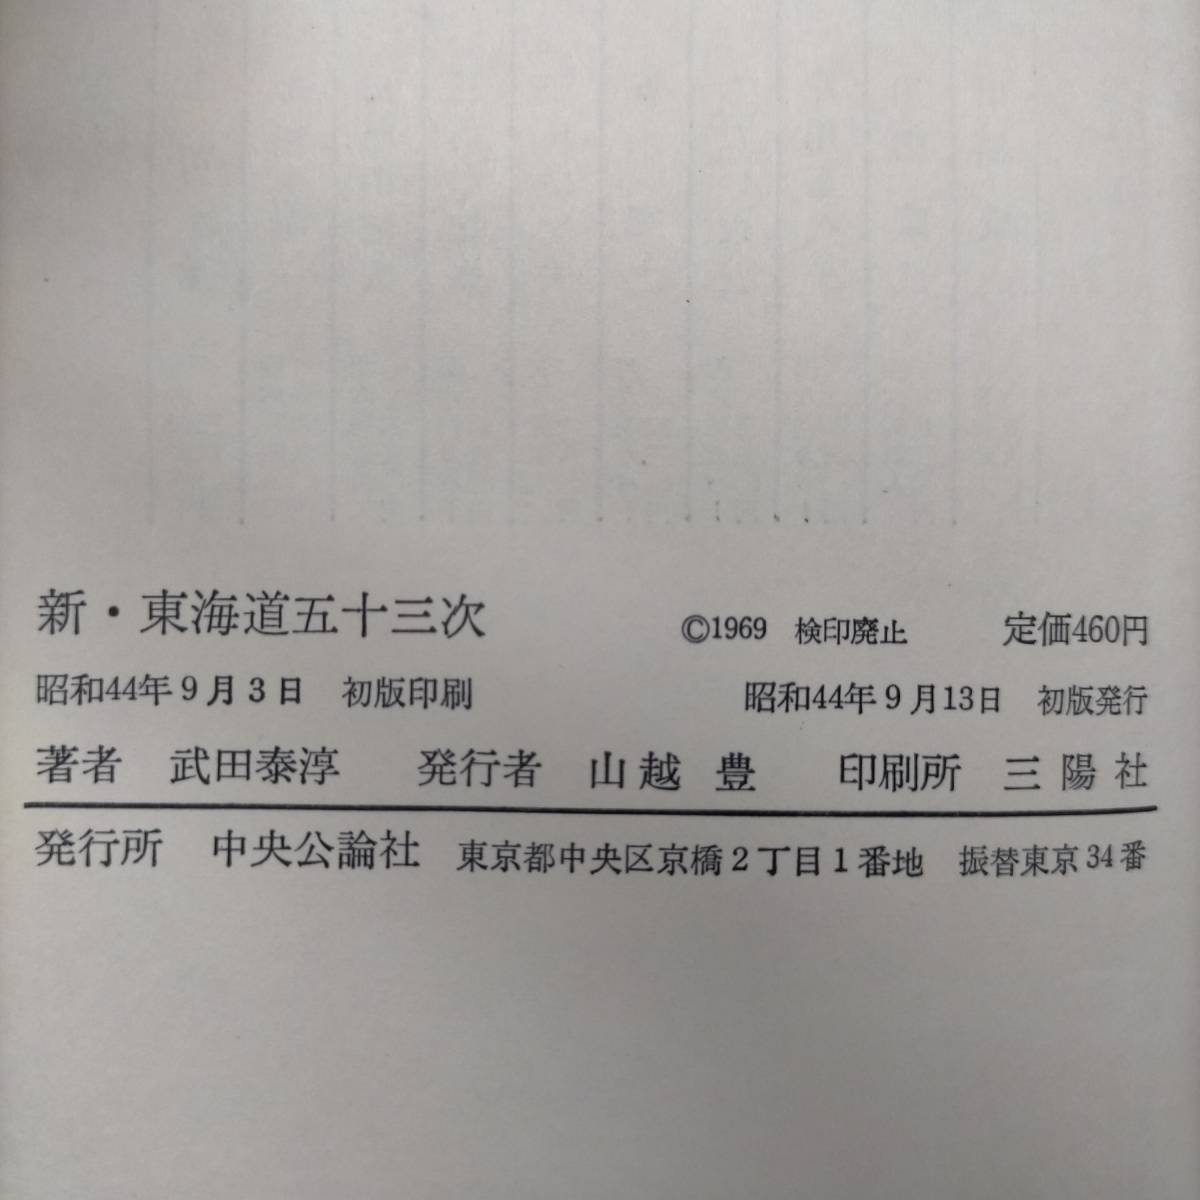 新・東海道五十三次　©1969　検印廃止　定価460円
昭和44年9月3日　初版印刷　昭和44年9月13日　初版発行
著者　武田泰淳　発行者　山越 豊　印刷所　三陽社
発行所　中央公論社　東京都中央区京橋2丁目1番地　振替東京34番